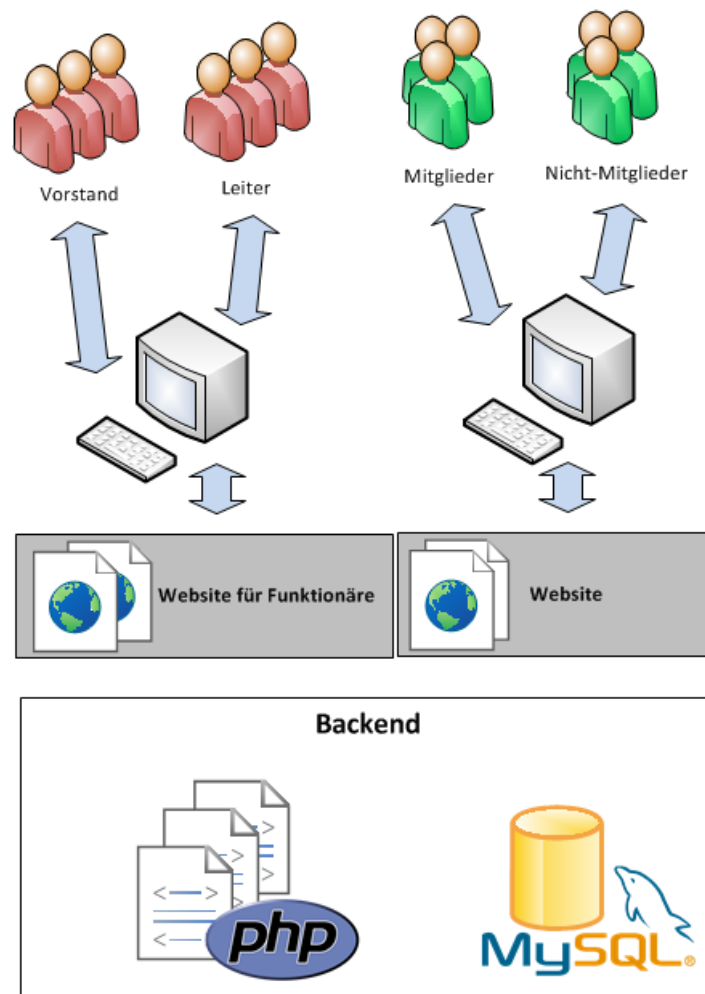 Vorstand
Leiter
Mitglieder
Nicht-Mitglieder
Website für Funktionäre
Website
Backend
php
MySQL®